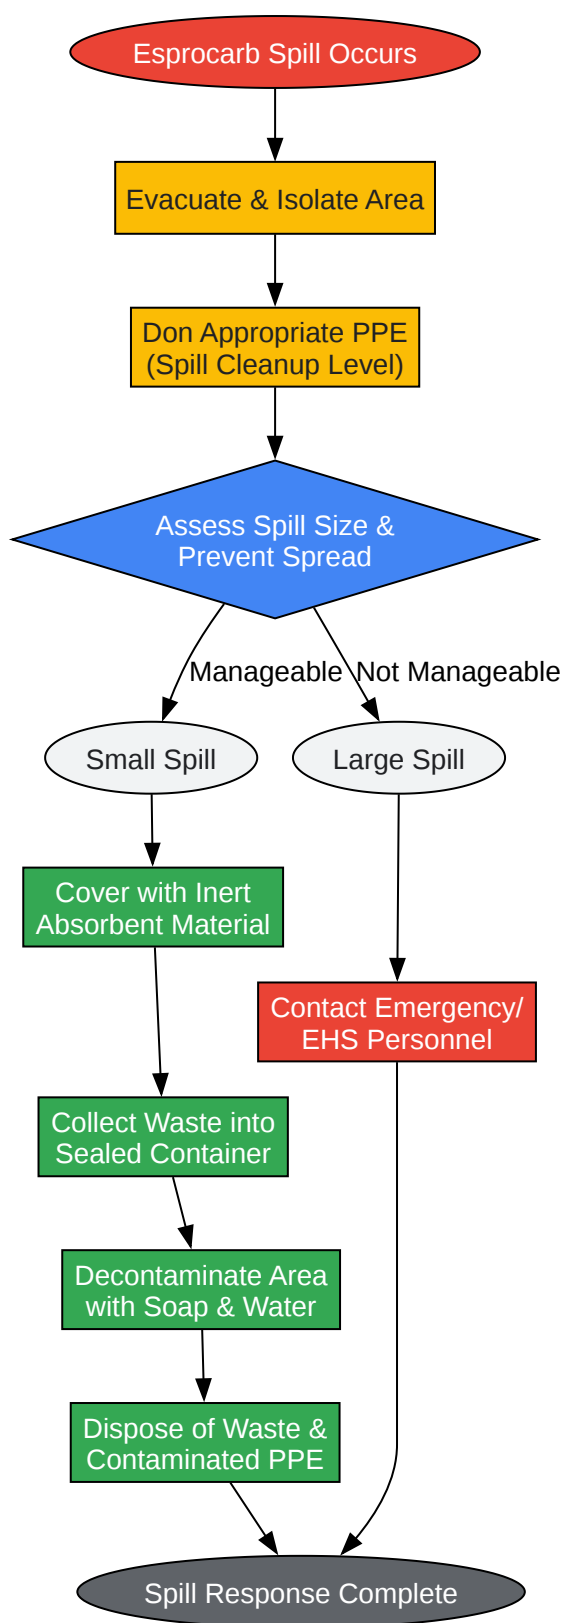 Esprocarb Spill Occurs
Evacuate & Isolate Area
Don Appropriate PPE
(Spill Cleanup Level)
Assess Spill Size &
Prevent Spread
Manageable
Not Manageable
Small Spill
Large Spill
Cover with Inert
Absorbent Material
Contact Emergency/
EHS Personnel
Collect Waste into
Sealed Container
Decontaminate Area
with Soap & Water
Dispose of Waste &
Contaminated PPE
Spill Response Complete